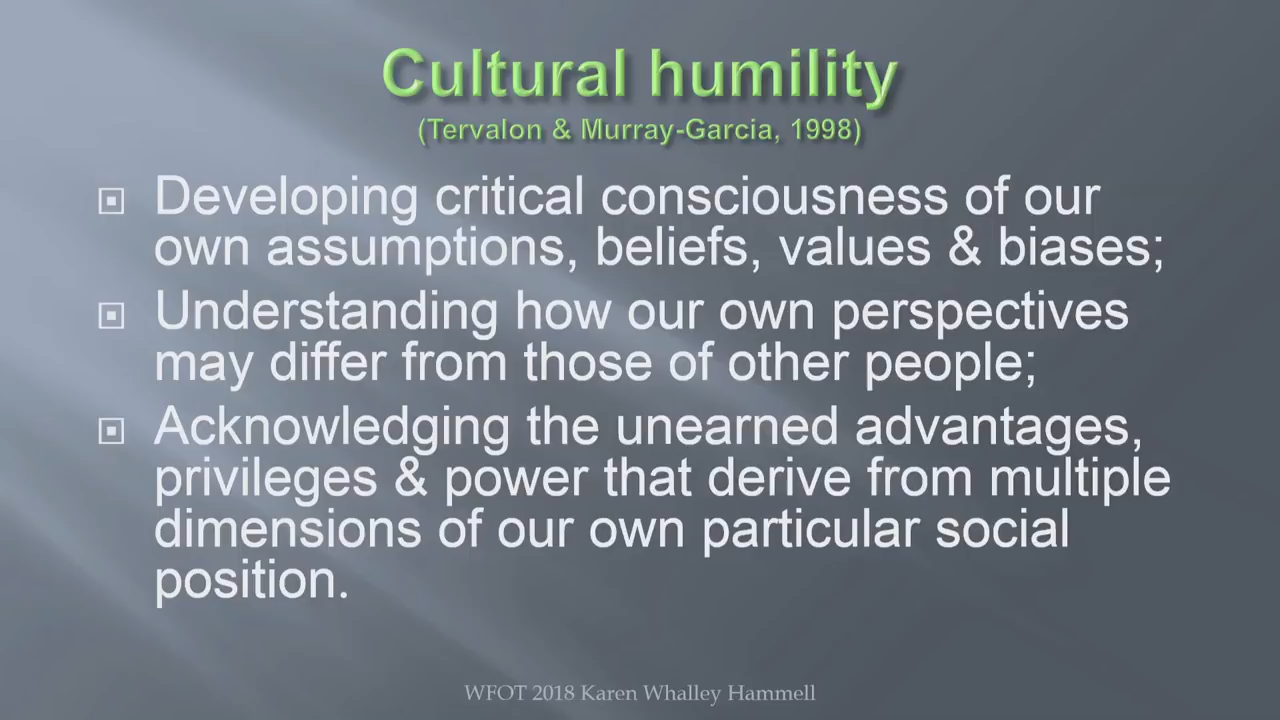 Cultural humility
(Tervalon & Murray-Garcia, 1998)
Developing critical consciousness of our
own assumptions, beliefs, values & biases;
Understanding how our own perspectives
may differ from those of other people;
Acknowledging the unearned advantages,
privileges & power that derive from multiple
dimensions of our own particular social
position.
WFOT 2018 Karen Whalley Hammell